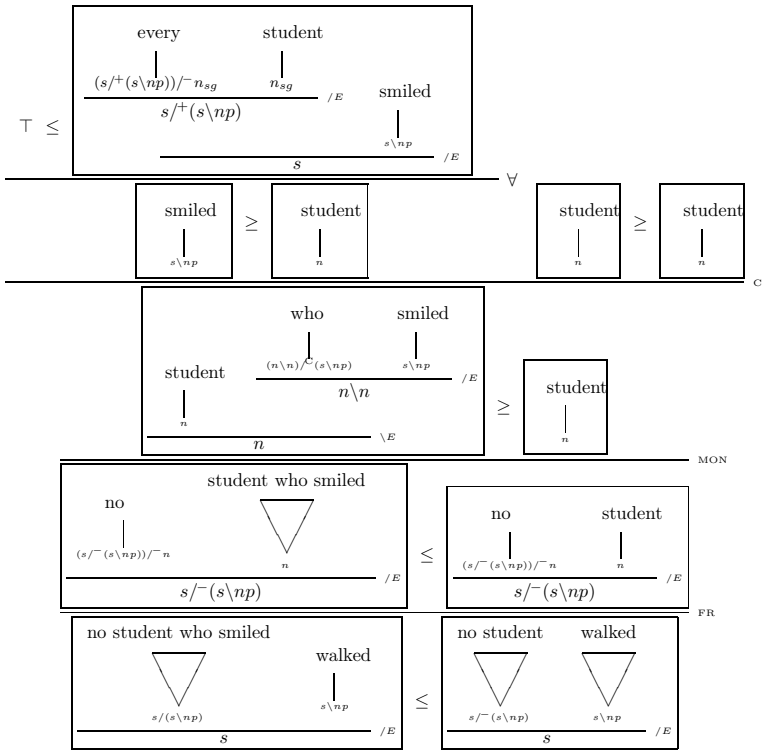 every student
(s/⁺(s\np))/⁻n_sg n_sg /E
s/⁺(s\np) smiled
⊤ ≤
s\np
s /E
∀
smiled ≥ student student ≥ student
s\np n n n
C
who smiled
(n\n)/ᶜ(s\np) s\np
student /E
n\n student
n ≥
n \E n
MON
student who smiled
no no student
(s/⁻(s\np))/⁻n n ≤ (s/⁻(s\np))/⁻n n
/E /E
s/⁻(s\np) s/⁻(s\np)
FR
no student who smiled no student walked
walked
s\np ≤
s/(s\np) s/⁻(s\np) s\np
/E /E
s s